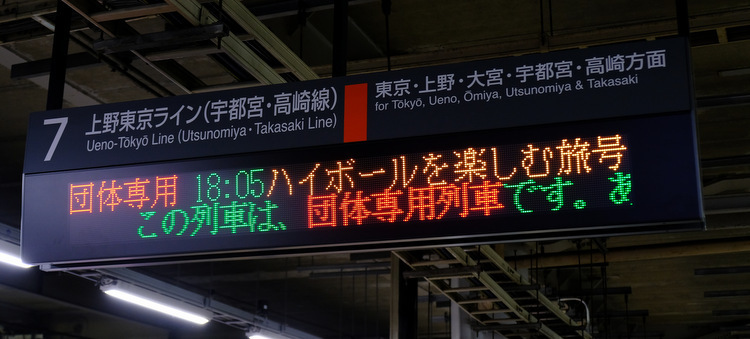 7
上野東京ライン(宇都宮・高崎線)
Ueno-Tōkyō Line (Utsunomiya・Takasaki Line)
東京・上野・大宮・宇都宮・高崎方面
for Tōkyō, Ueno, Ōmiya, Utsunomiya & Takasaki
団体専用 18:05 ハイボールを楽しむ旅号
この列車は、団体専用列車です。あ